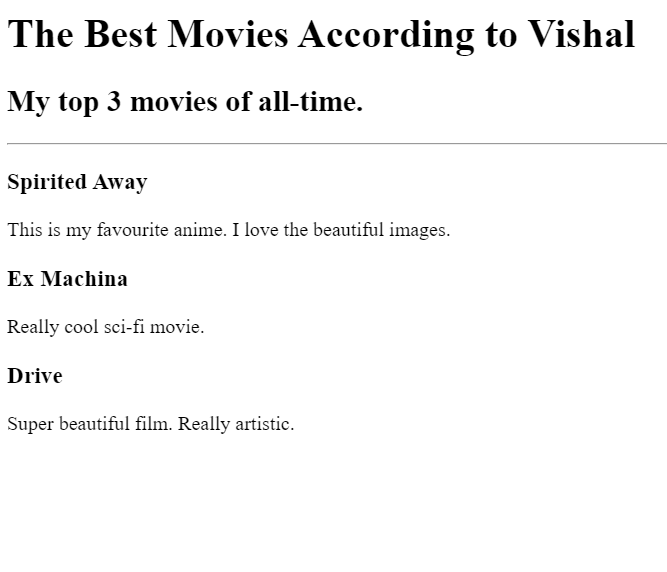 The Best Movies According to Vishal
My top 3 movies of all-time.
Spirited Away
This is my favourite anime. I love the beautiful images.
Ex Machina
Really cool sci-fi movie.
Drive
Super beautiful film. Really artistic.